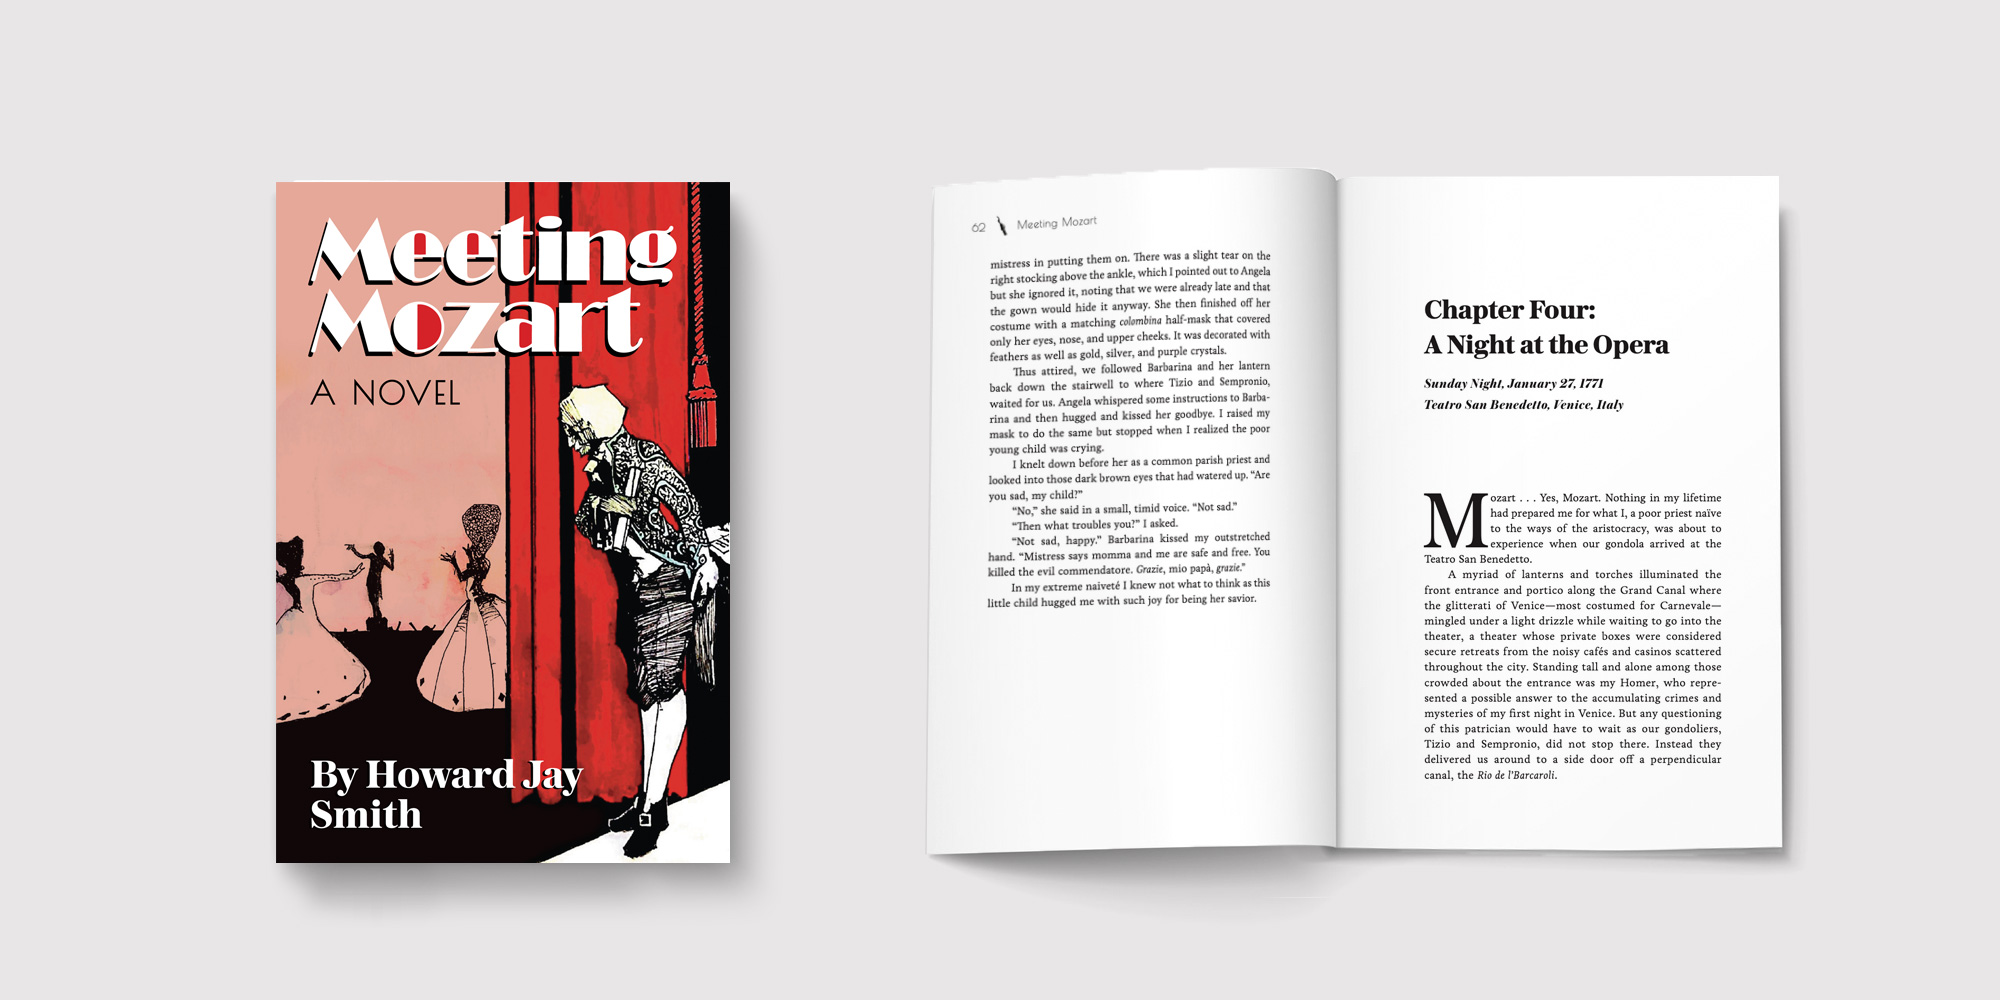 Meeting
Mozart
A NOVEL
By Howard Jay
Smith
62 Meeting Mozart
mistress in putting them on. There was a slight tear on the
right stocking above the ankle, which I pointed out to Angela
but she ignored it, noting that we were already late and that
the gown would hide it anyway. She then finished off her
costume with a matching colombina half-mask that covered
only her eyes, nose, and upper cheeks. It was decorated with
feathers as well as gold, silver, and purple crystals.
Thus attired, we followed Barbarina and her lantern
back down the stairwell to where Tizio and Sempronio,
waited for us. Angela whispered some instructions to Barba-
rina and then hugged and kissed her goodbye. I raised my
mask to do the same but stopped when I realized the poor
young child was crying.
I knelt down before her as a common parish priest and
looked into those dark brown eyes that had watered up. “Are
you sad, my child?”
“No,” she said in a small, timid voice. “Not sad.”
“Then what troubles you?” I asked.
“Not sad, happy.” Barbarina kissed my outstretched
hand. “Mistress says momma and me are safe and free. You
killed the evil commendatore. Grazie, mio papà, grazie.”
In my extreme naiveté I knew not what to think as this
little child hugged me with such joy for being her savior.
Chapter Four:
A Night at the Opera
Sunday Night, January 27, 1771
Teatro San Benedetto, Venice, Italy
Mozart . . . Yes, Mozart. Nothing in my lifetime
had prepared me for what I, a poor priest naïve
to the ways of the aristocracy, was about to
experience when our gondola arrived at the
Teatro San Benedetto.
A myriad of lanterns and torches illuminated the
front entrance and portico along the Grand Canal where
the glitterati of Venice—most costumed for Carnevale—
mingled under a light drizzle while waiting to go into the
theater, a theater whose private boxes were considered
secure retreats from the noisy cafés and casinos scattered
throughout the city. Standing tall and alone among those
crowded about the entrance was my Homer, who repre-
sented a possible answer to the accumulating crimes and
mysteries of my first night in Venice. But any questioning
of this patrician would have to wait as our gondoliers,
Tizio and Sempronio, did not stop there. Instead they
delivered us around to a side door off a perpendicular
canal, the Rio de l’Barcaroli.